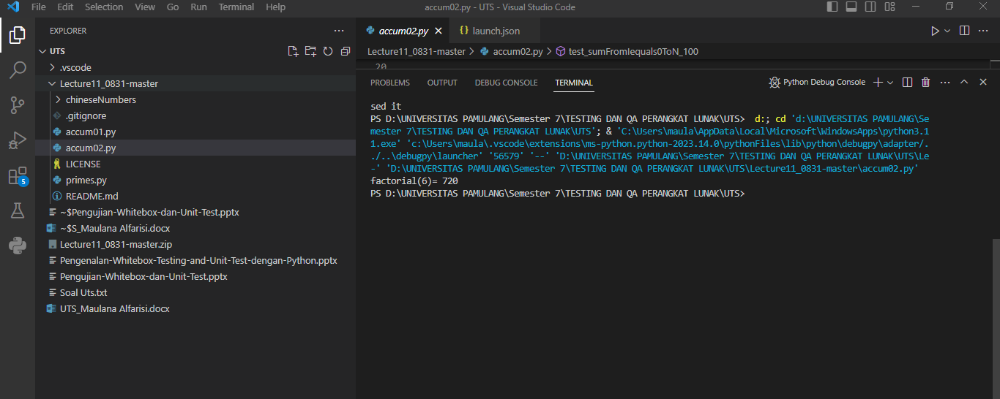 File Edit Selection View Go Run Terminal Help accum02.py - UTS - Visual Studio Code
EXPLORER
UTS
.vscode
Lecture11_0831-master
chineseNumbers
.gitignore
accum01.py
accum02.py
LICENSE
primes.py
README.md
~$Pengujian-Whitebox-dan-Unit-Test.pptx
~$S_Maulana Alfarisi.docx
Lecture11_0831-master.zip
Pengenalan-Whitebox-Testing-and-Unit-Test-dengan-Python.pptx
Pengujian-Whitebox-dan-Unit-Test.pptx
Soal Uts.txt
UTS_Maulana Alfarisi.docx
5
accum02.py {} launch.json
Lecture11_0831-master > accum02.py > test_sumFromIequals0ToN_100
20
PROBLEMS OUTPUT DEBUG CONSOLE TERMINAL Python Debug Console
sed it
PS D:\UNIVERSITAS PAMULANG\Semester 7\TESTING DAN QA PERANGKAT LUNAK\UTS> d:; cd 'd:\UNIVERSITAS PAMULANG\Se
mester 7\TESTING DAN QA PERANGKAT LUNAK\UTS'; & 'C:\Users\maula\AppData\Local\Microsoft\WindowsApps\python3.1
1.exe' 'c:\Users\maula\.vscode\extensions\ms-python.python-2023.14.0\pythonFiles\lib\python\debugpy\adapter/.
./..\debugpy\launcher' '56579' '--' 'D:\UNIVERSITAS PAMULANG\Semester 7\TESTING DAN QA PERANGKAT LUNAK\UTS\Le
-' 'D:\UNIVERSITAS PAMULANG\Semester 7\TESTING DAN QA PERANGKAT LUNAK\UTS\Lecture11_0831-master\accum02.py'
factorial(6)= 720
PS D:\UNIVERSITAS PAMULANG\Semester 7\TESTING DAN QA PERANGKAT LUNAK\UTS>